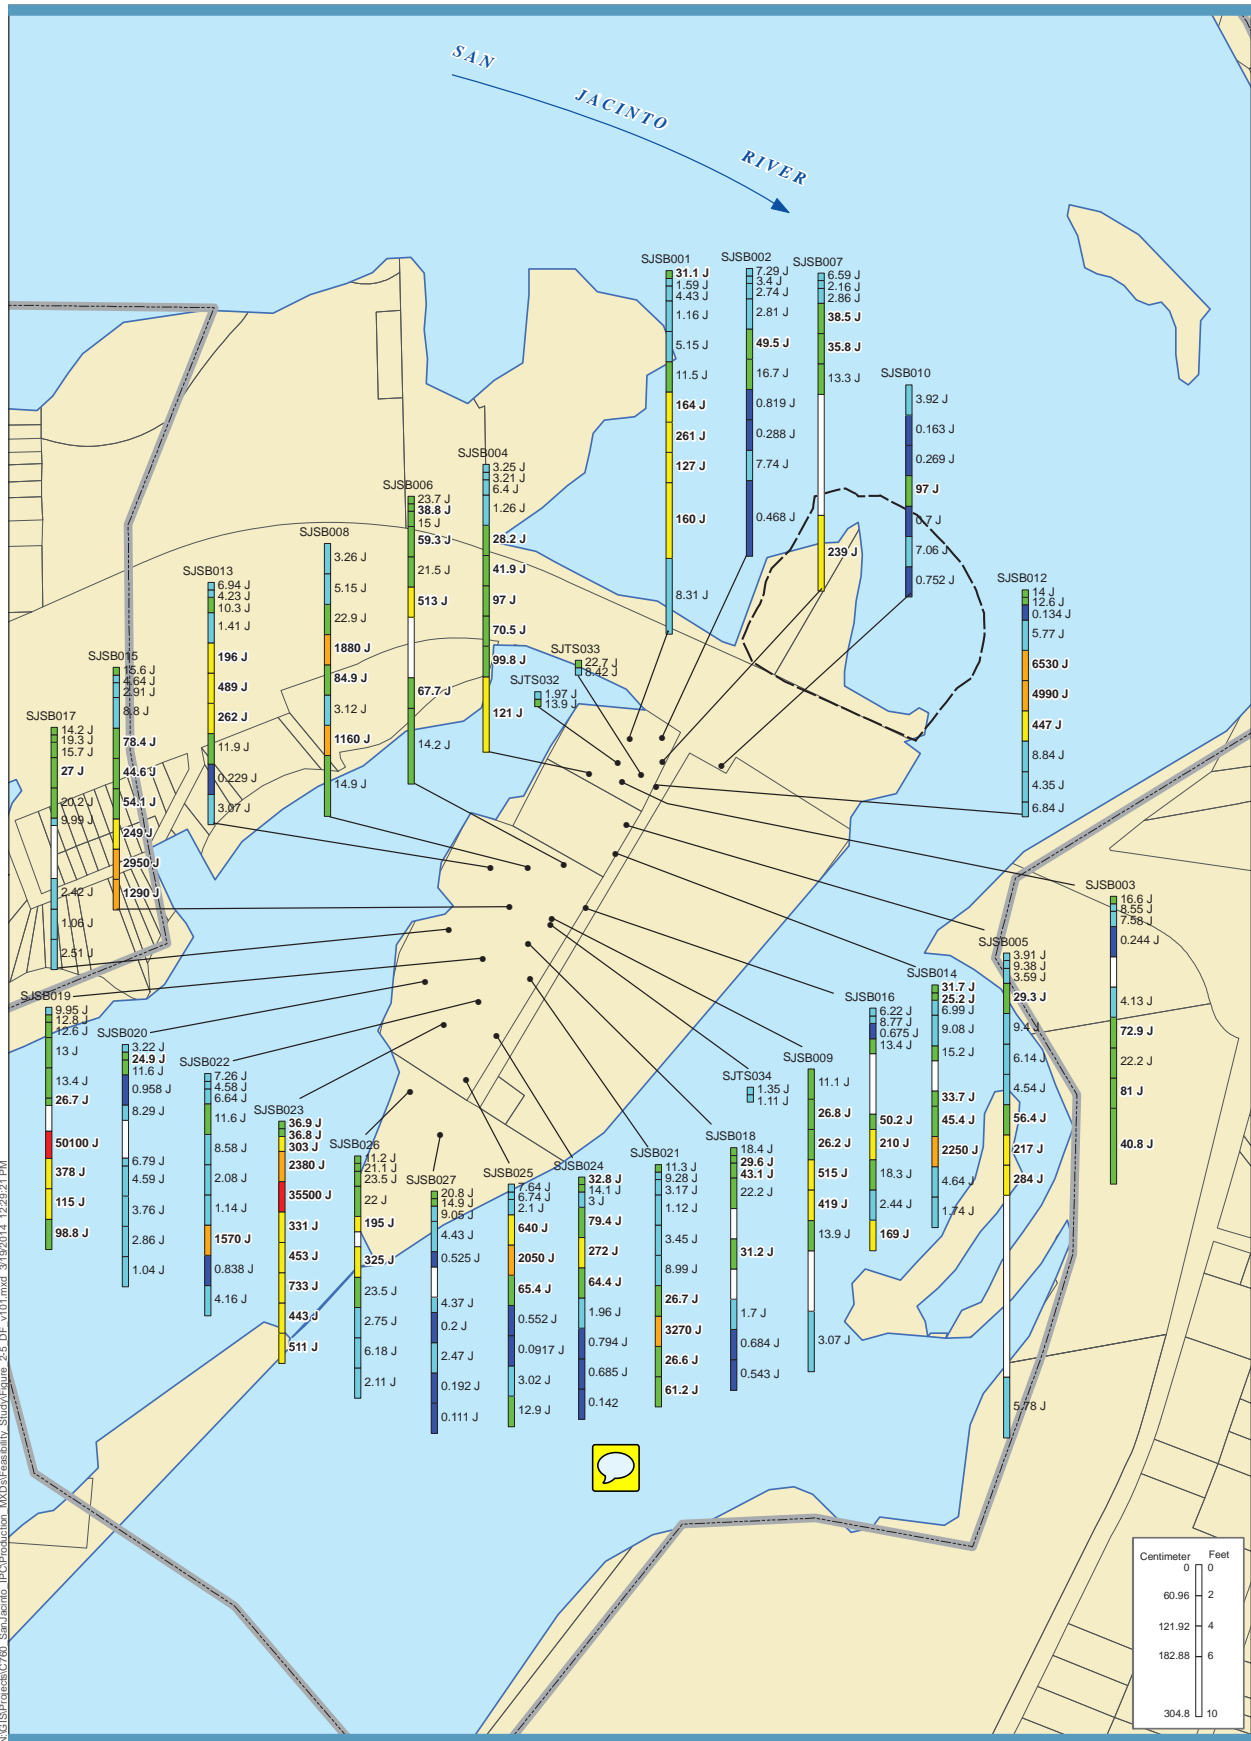 SAN
JACINTO
RIVER
SJSB001
31.1 J
1.59 J
4.43 J
1.16 J
5.15 J
11.5 J
164 J
261 J
127 J
160 J
8.31 J
SJSB002
7.29 J
3.4 J
2.74 J
2.81 J
49.5 J
16.7 J
0.819 J
0.288 J
7.74 J
0.468 J
SJSB007
6.59 J
2.16 J
2.86 J
38.5 J
35.8 J
13.3 J
239 J
SJSB010
3.92 J
0.163 J
0.269 J
97 J
0.7 J
7.06 J
0.752 J
SJSB004
3.25 J
3.21 J
6.4 J
1.26 J
28.2 J
41.9 J
97 J
70.5 J
99.8 J
121 J
SJSB006
23.7 J
38.8 J
15 J
59.3 J
21.5 J
513 J
67.7 J
14.2 J
SJSB008
3.26 J
5.15 J
22.9 J
1880 J
84.9 J
3.12 J
1160 J
14.9 J
SJSB013
6.94 J
4.23 J
10.3 J
1.41 J
196 J
489 J
262 J
11.9 J
0.229 J
3.07 J
SJSB012
14 J
12.6 J
0.134 J
5.77 J
6530 J
4990 J
447 J
8.84 J
4.35 J
6.84 J
SJSB015
15.6 J
4.64 J
2.91 J
8.8 J
78.4 J
44.6 J
54.1 J
249 J
2950 J
1290 J
SJTS033
22.7 J
8.42 J
SJTS032
1.97 J
13.9 J
SJSB017
14.2 J
19.3 J
15.7 J
27 J
20.2 J
9.99 J
2.42 J
1.06 J
2.51 J
SJSB003
16.6 J
8.55 J
7.58 J
0.244 J
4.13 J
72.9 J
22.2 J
81 J
40.8 J
SJSB005
3.91 J
9.38 J
3.59 J
29.3 J
9.4 J
6.14 J
4.54 J
56.4 J
217 J
284 J
5.78 J
SJSB014
31.7 J
25.2 J
6.99 J
9.08 J
15.2 J
33.7 J
45.4 J
2250 J
4.64 J
1.74 J
SJSB016
6.22 J
8.77 J
0.675 J
13.4 J
50.2 J
210 J
18.3 J
2.44 J
169 J
SJSB019
9.95 J
12.8 J
12.6 J
13 J
13.4 J
26.7 J
50100 J
378 J
115 J
98.8 J
SJSB020
3.22 J
24.9 J
11.6 J
0.958 J
8.29 J
6.79 J
4.59 J
3.76 J
2.86 J
1.04 J
SJSB022
7.26 J
4.58 J
6.64 J
11.6 J
8.58 J
2.08 J
1.14 J
1570 J
0.838 J
4.16 J
SJSB009
11.1 J
26.8 J
26.2 J
515 J
419 J
13.9 J
3.07 J
SJTS034
1.35 J
1.11 J
SJSB023
36.9 J
36.8 J
303 J
2380 J
35500 J
331 J
453 J
733 J
443 J
511 J
SJSB026
11.2 J
21.1 J
23.5 J
22 J
195 J
325 J
23.5 J
2.75 J
6.18 J
2.11 J
SJSB027
20.8 J
14.9 J
9.05 J
4.43 J
0.525 J
4.37 J
0.2 J
2.47 J
0.192 J
0.111 J
SJSB025
7.64 J
6.74 J
2.1 J
640 J
2050 J
65.4 J
0.552 J
0.0917 J
3.02 J
12.9 J
SJSB024
32.8 J
14.1 J
3 J
79.4 J
272 J
64.4 J
1.96 J
0.794 J
0.685 J
0.142
SJSB021
11.3 J
9.28 J
3.17 J
1.12 J
3.45 J
8.99 J
26.7 J
3270 J
26.6 J
61.2 J
SJSB018
18.4 J
29.6 J
43.1 J
22.2 J
31.2 J
1.7 J
0.684 J
0.543 J
Centimeter Feet
0 0
60.96 2
121.92 4
182.88 6
304.8 10
N:\GIS\Projects\C760_SanJacinto_IPC\Production_MXDs\Feasibility_Study\Figure_2-5_DF_v101.mxd 3/19/2014 12:29:21 PM